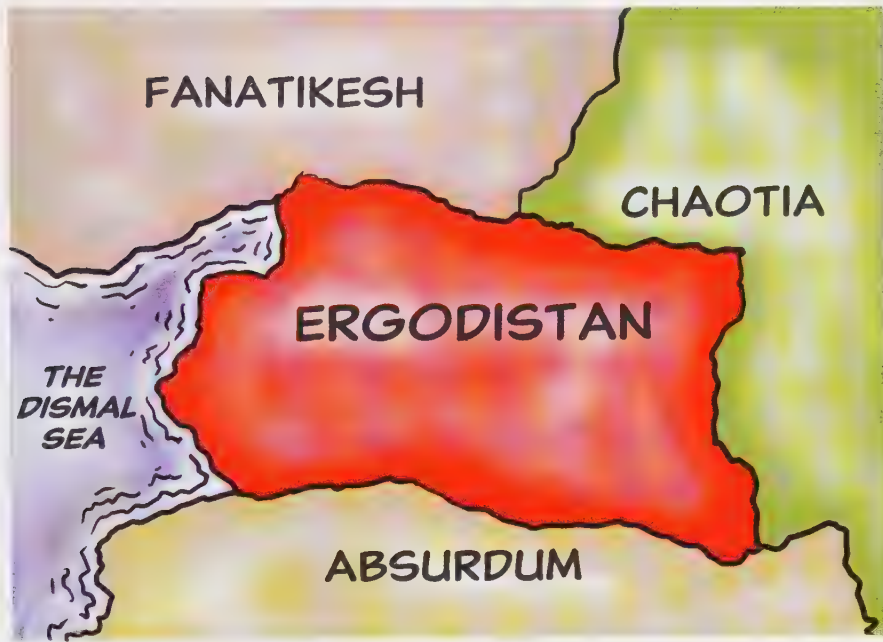 FANATIKESH
CHAOTIA
ERGODISTAN
THE
DISMAL
SEA
ABSURDUM